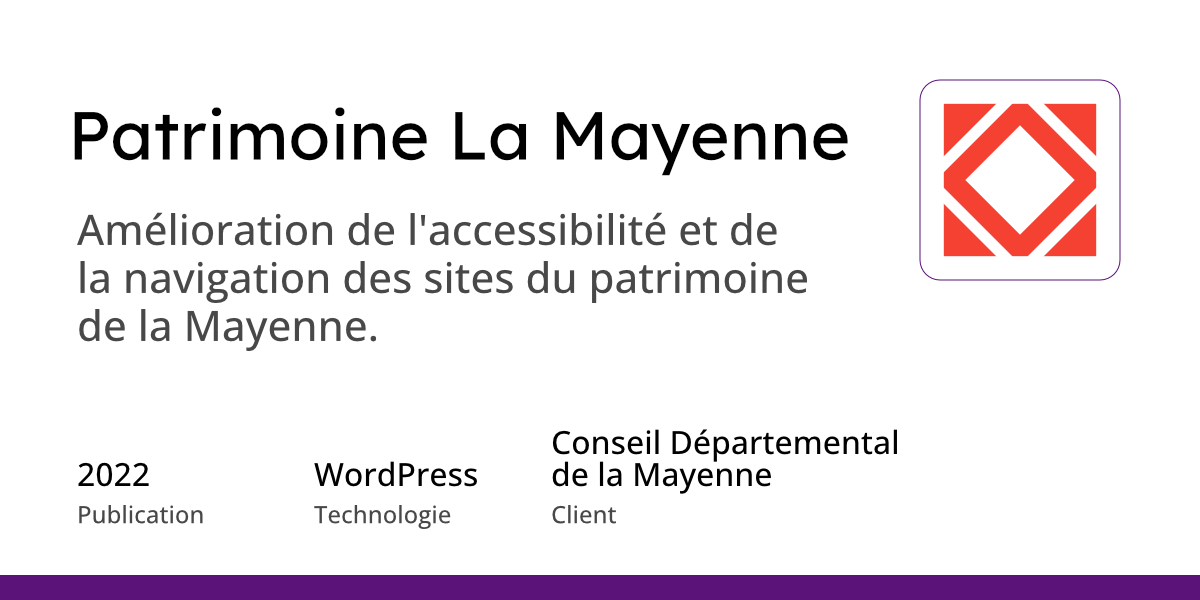 Patrimoine La Mayenne
Amélioration de l'accessibilité et de
la navigation des sites du patrimoine
de la Mayenne.
2022
Publication
WordPress
Technologie
Conseil Départemental
de la Mayenne
Client